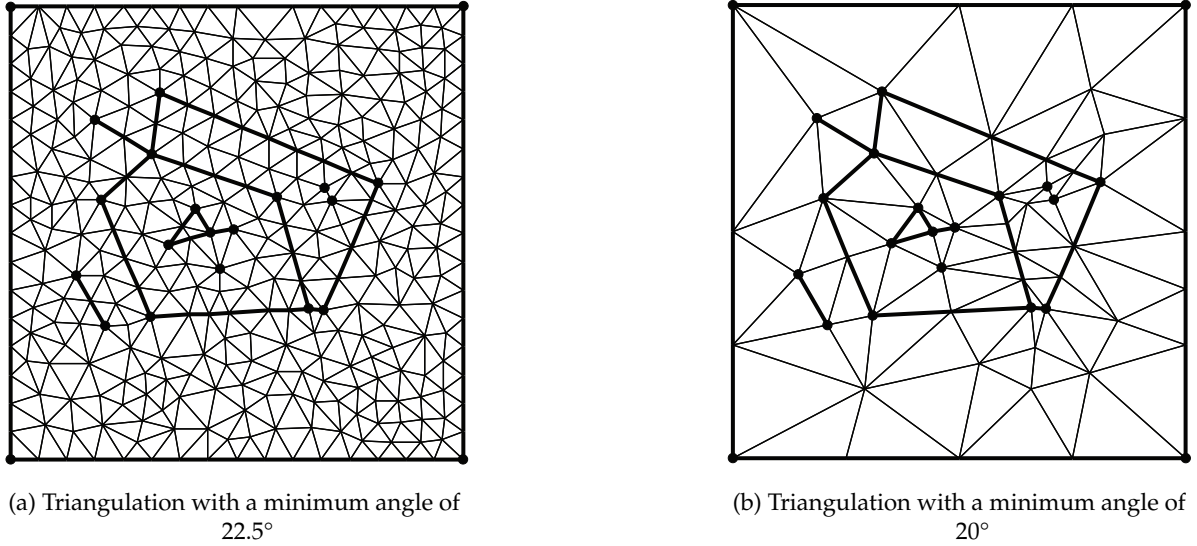 (a) Triangulation with a minimum angle of
22.5°
(b) Triangulation with a minimum angle of
20°